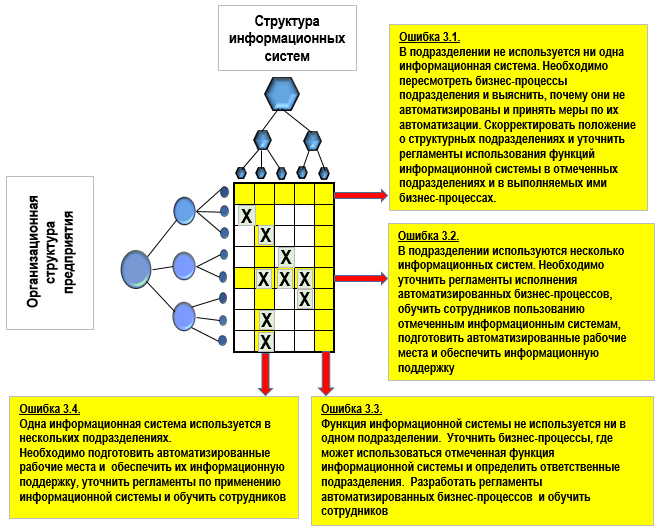 Структура
информационных
систем
Ошибка 3.1.
В подразделении не используется ни одна
информационная система. Необходимо
пересмотреть бизнес-процессы
подразделения и выяснить, почему они не
автоматизированы и принять меры по их
автоматизации. Скорректировать положение
о структурных подразделениях и уточнить
регламенты использования функций
информационной системы в отмеченных
подразделениях и в выполняемых ими
бизнес-процессах.
Организационная
структура
предприятия
X
X
X
X X X
X
X
X
Ошибка 3.2.
В подразделении используются несколько
информационных систем. Необходимо
уточнить регламенты исполнения
автоматизированных бизнес-процессов,
обучить сотрудников пользованию
отмеченным информационным системам,
подготовить автоматизированные рабочие
места и обеспечить информационную
поддержку
Ошибка 3.4.
Одна информационная система используется в
нескольких подразделениях.
Необходимо подготовить автоматизированные
рабочие места и обеспечить их информационную
поддержку, уточнить регламенты по применению
информационной системы и обучить сотрудников
Ошибка 3.3.
Функция информационной системы не используется ни в
одном подразделении. Уточнить бизнес-процессы, где
может использоваться отмеченная функция
информационной системы и определить ответственные
подразделения. Разработать регламенты
автоматизированных бизнес-процессов и обучить
сотрудников